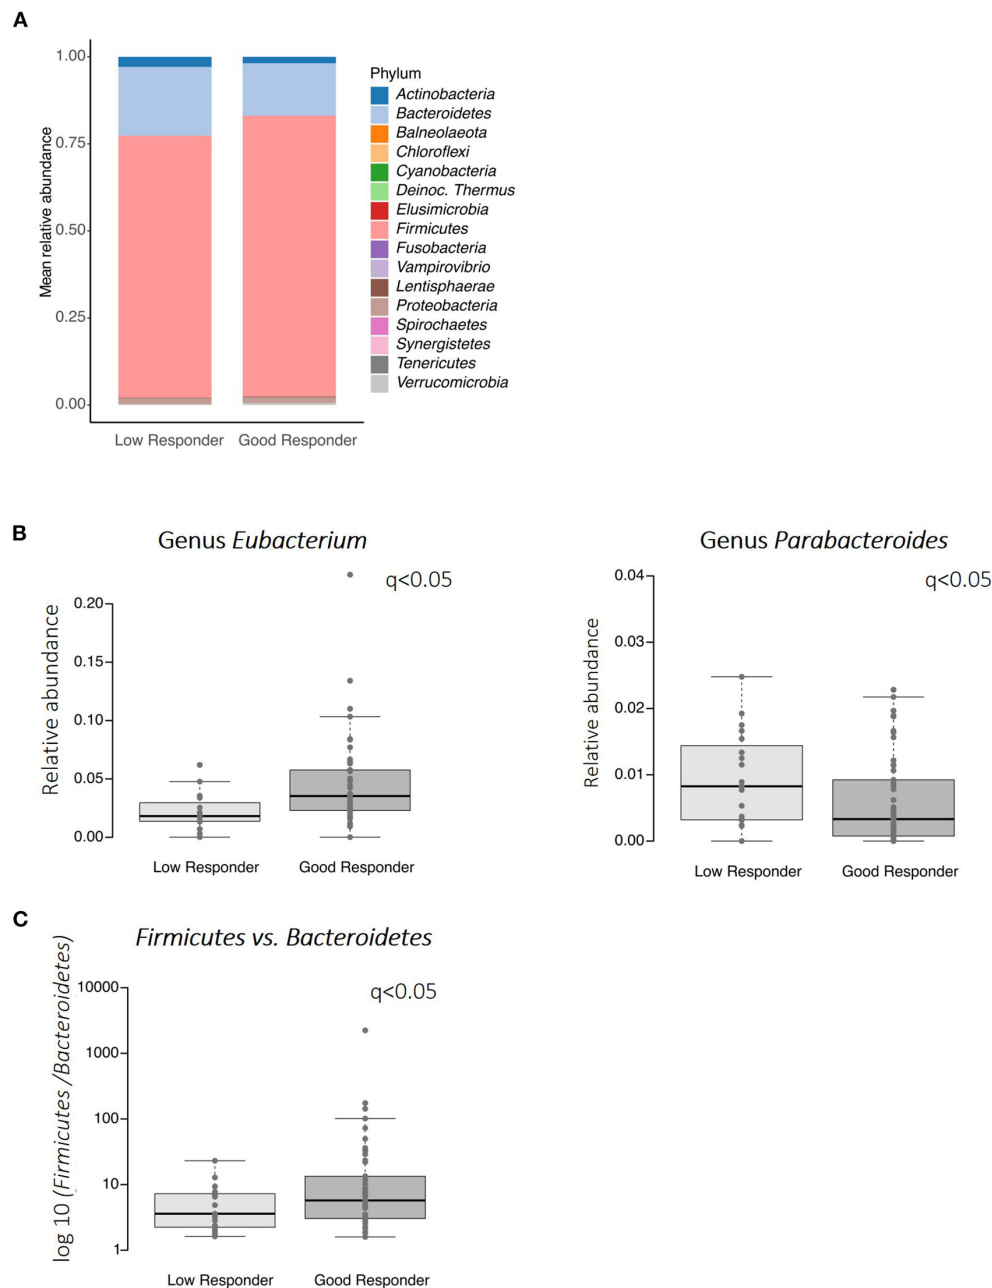 A
1.00
0.75
0.50
0.25
0.00
Mean relative abundance
Low Responder
Good Responder
Phylum
Actinobacteria
Bacteroidetes
Balneolaeota
Chloroflexi
Cyanobacteria
Deinoc. Thermus
Elusimicrobia
Firmicutes
Fusobacteria
Vampirovibrio
Lentisphaerae
Proteobacteria
Spirochaetes
Synergistetes
Tenericutes
Verrucomicrobia
B
Genus Eubacterium
q<0.05
Relative abundance
0.20
0.15
0.10
0.05
0.00
Low Responder
Good Responder
Genus Parabacteroides
q<0.05
Relative abundance
0.04
0.03
0.02
0.01
0.00
Low Responder
Good Responder
C
Firmicutes vs. Bacteroidetes
q<0.05
log 10 (Firmicutes /Bacteroidetes)
10000
1000
100
10
1
Low Responder
Good Responder